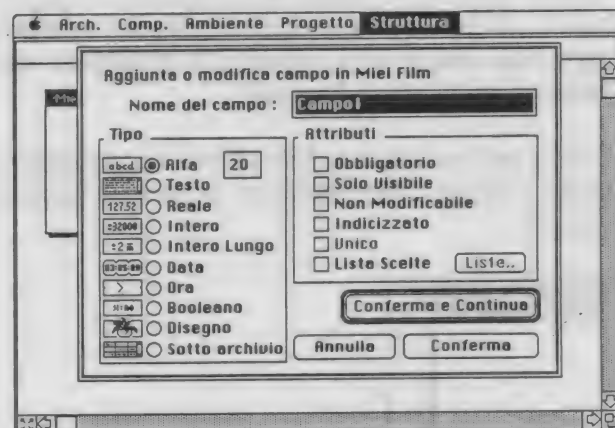 Arch. Comp. Ambiente Progetto Struttura
Aggiunta o modifica campo in Miei Film
Nome del campo : Campo1
Tipo
abcd Alfa 20
Testo
127.52 Reale
±32000 Intero
Intero Lungo
Data
Ora
Booleano
Disegno
Sotto archivio
Attributi
Obbligatorio
Solo Visibile
Non Modificabile
Indicizzato
Unico
Lista Scelte Liste..
Conferma e Continua
Annulla Conferma